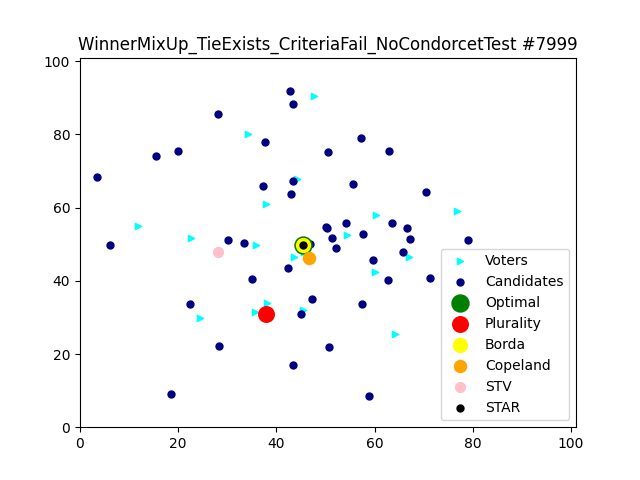 WinnerMixUp_TieExists_CriteriaFail_NoCondorcetTest #7999
100
80
60
40
20
0
0 20 40 60 80 100
Voters
Candidates
Optimal
Plurality
Borda
Copeland
STV
STAR